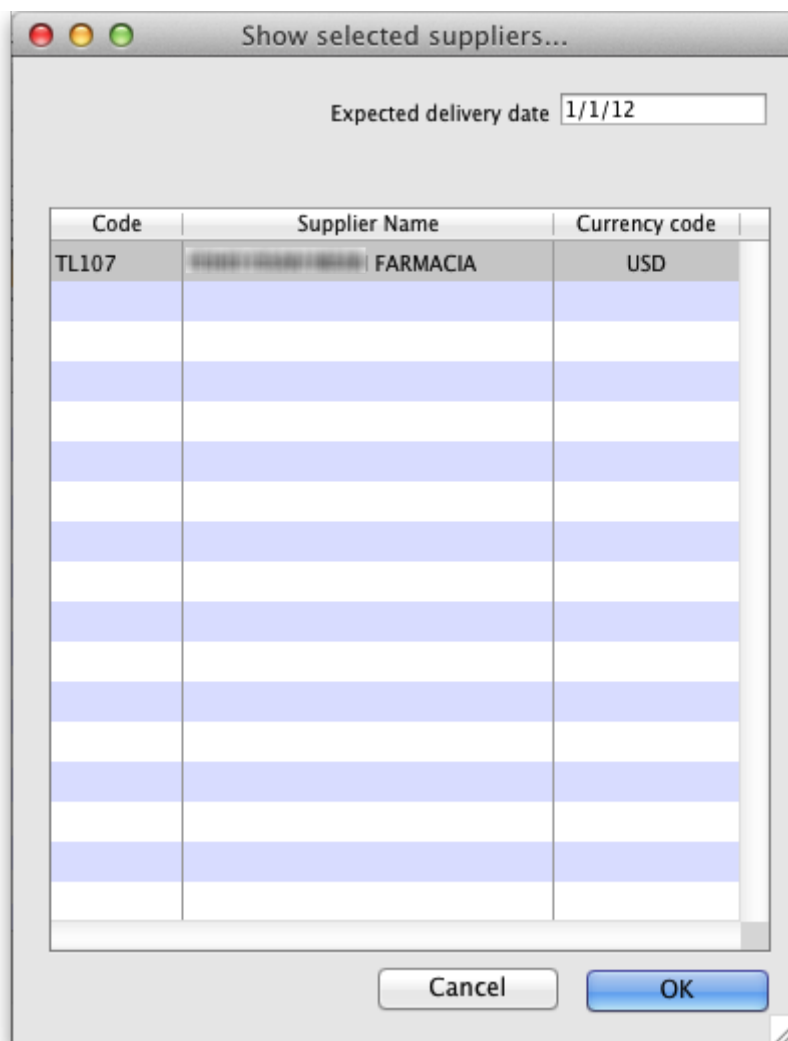 Show selected suppliers...
Expected delivery date 1/1/12
Code Supplier Name Currency code
TL107 FARMACIA USD
Cancel OK